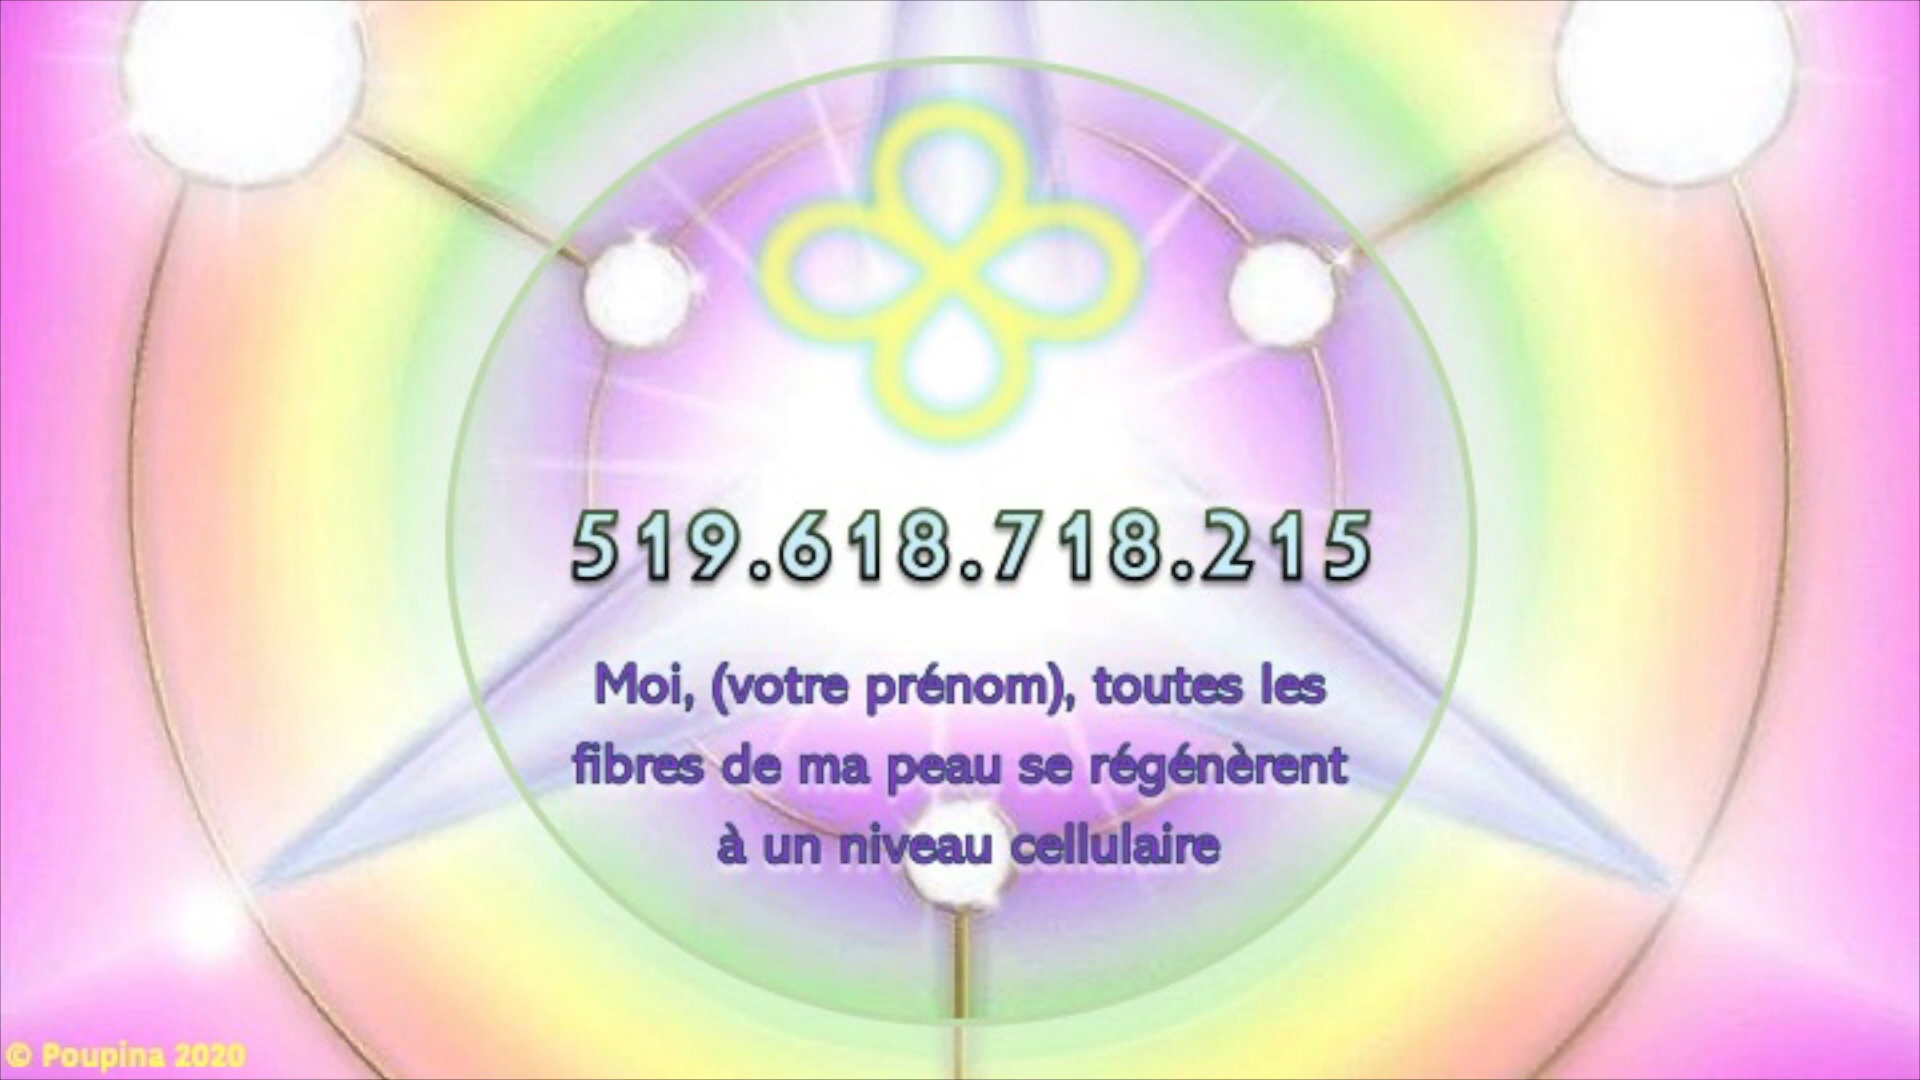 519.618.718.215
Moi, (votre prénom), toutes les
fibres de ma peau se régénèrent
à un niveau cellulaire
© Poupina 2020